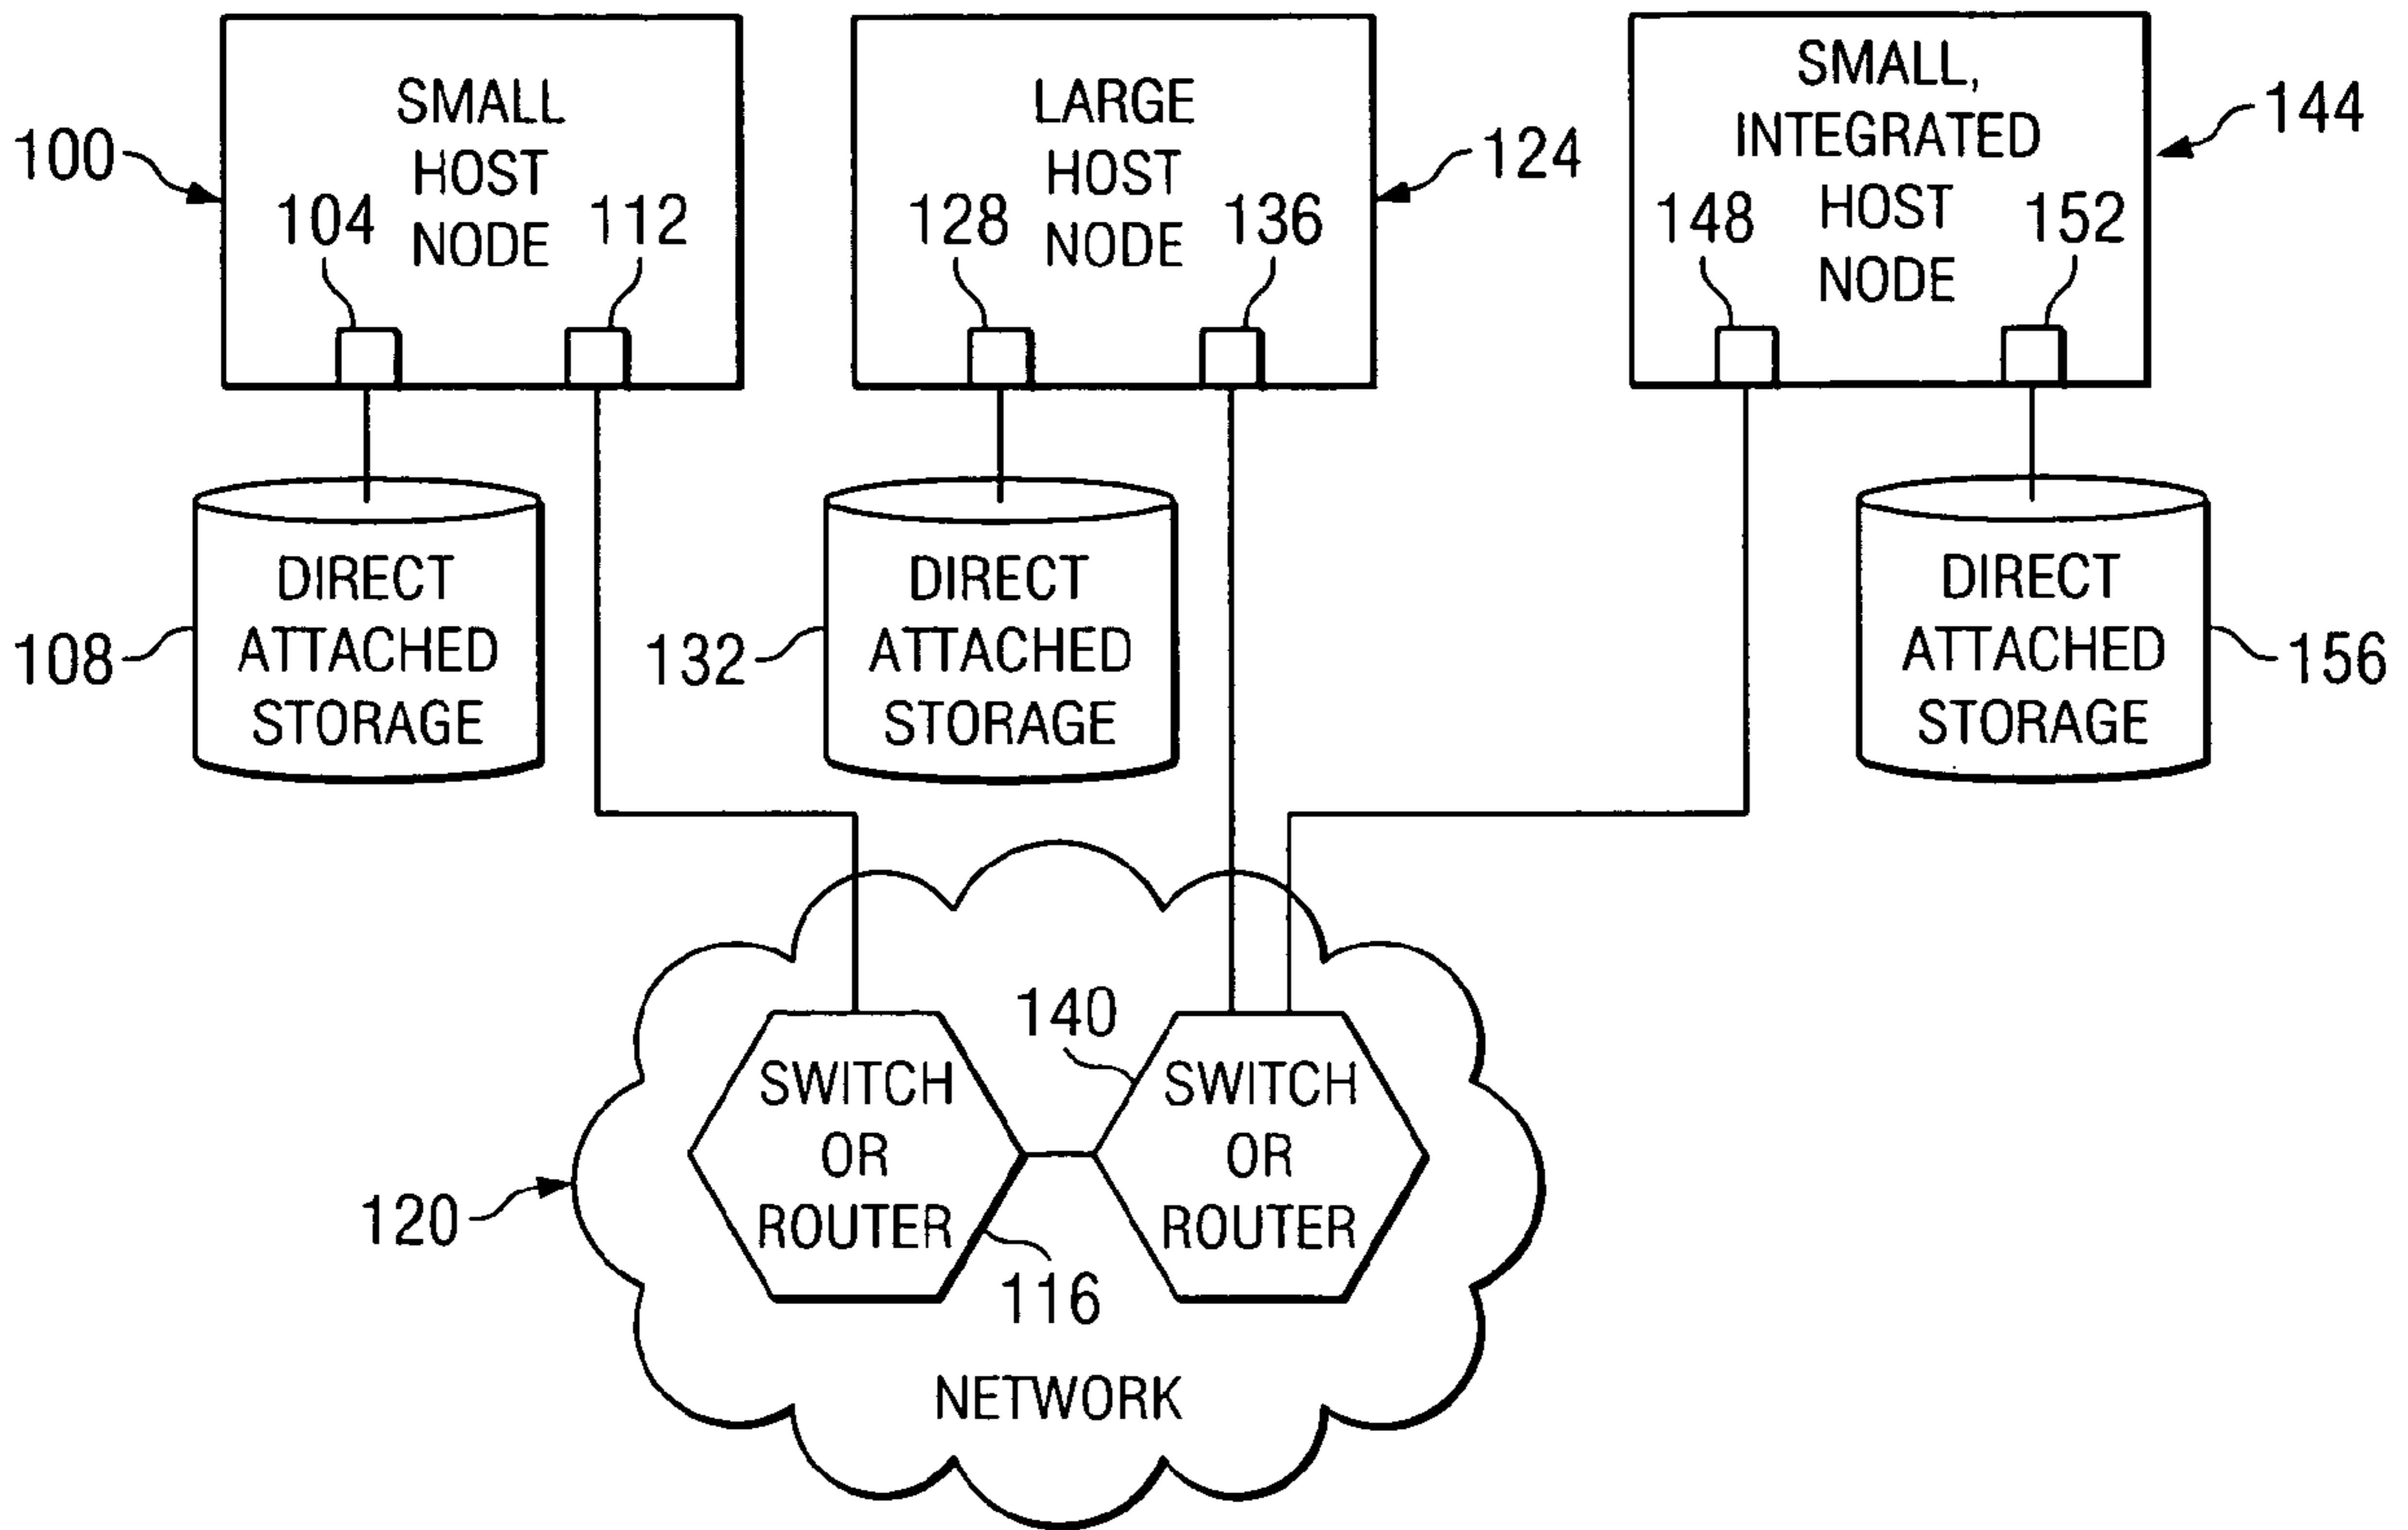 SMALL
HOST
NODE
100
104
112
LARGE
HOST
NODE
124
128
136
SMALL,
INTEGRATED
HOST
NODE
144
148
152
DIRECT
ATTACHED
STORAGE
108
DIRECT
ATTACHED
STORAGE
132
DIRECT
ATTACHED
STORAGE
156
140
SWITCH
OR
ROUTER
SWITCH
OR
ROUTER
120
116
NETWORK